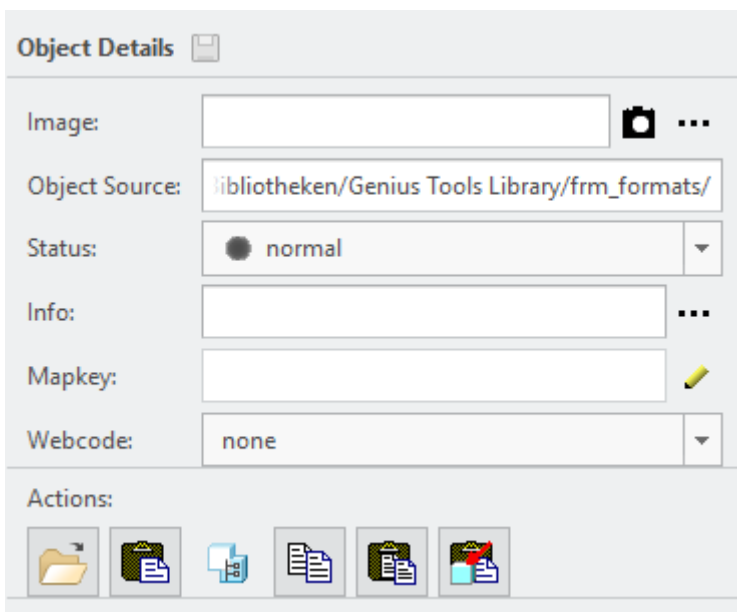 Object Details
Image:
Object Source: ibliotheken/Genius Tools Library/frm_formats/
Status: normal
Info:
Mapkey:
Webcode: none
Actions: